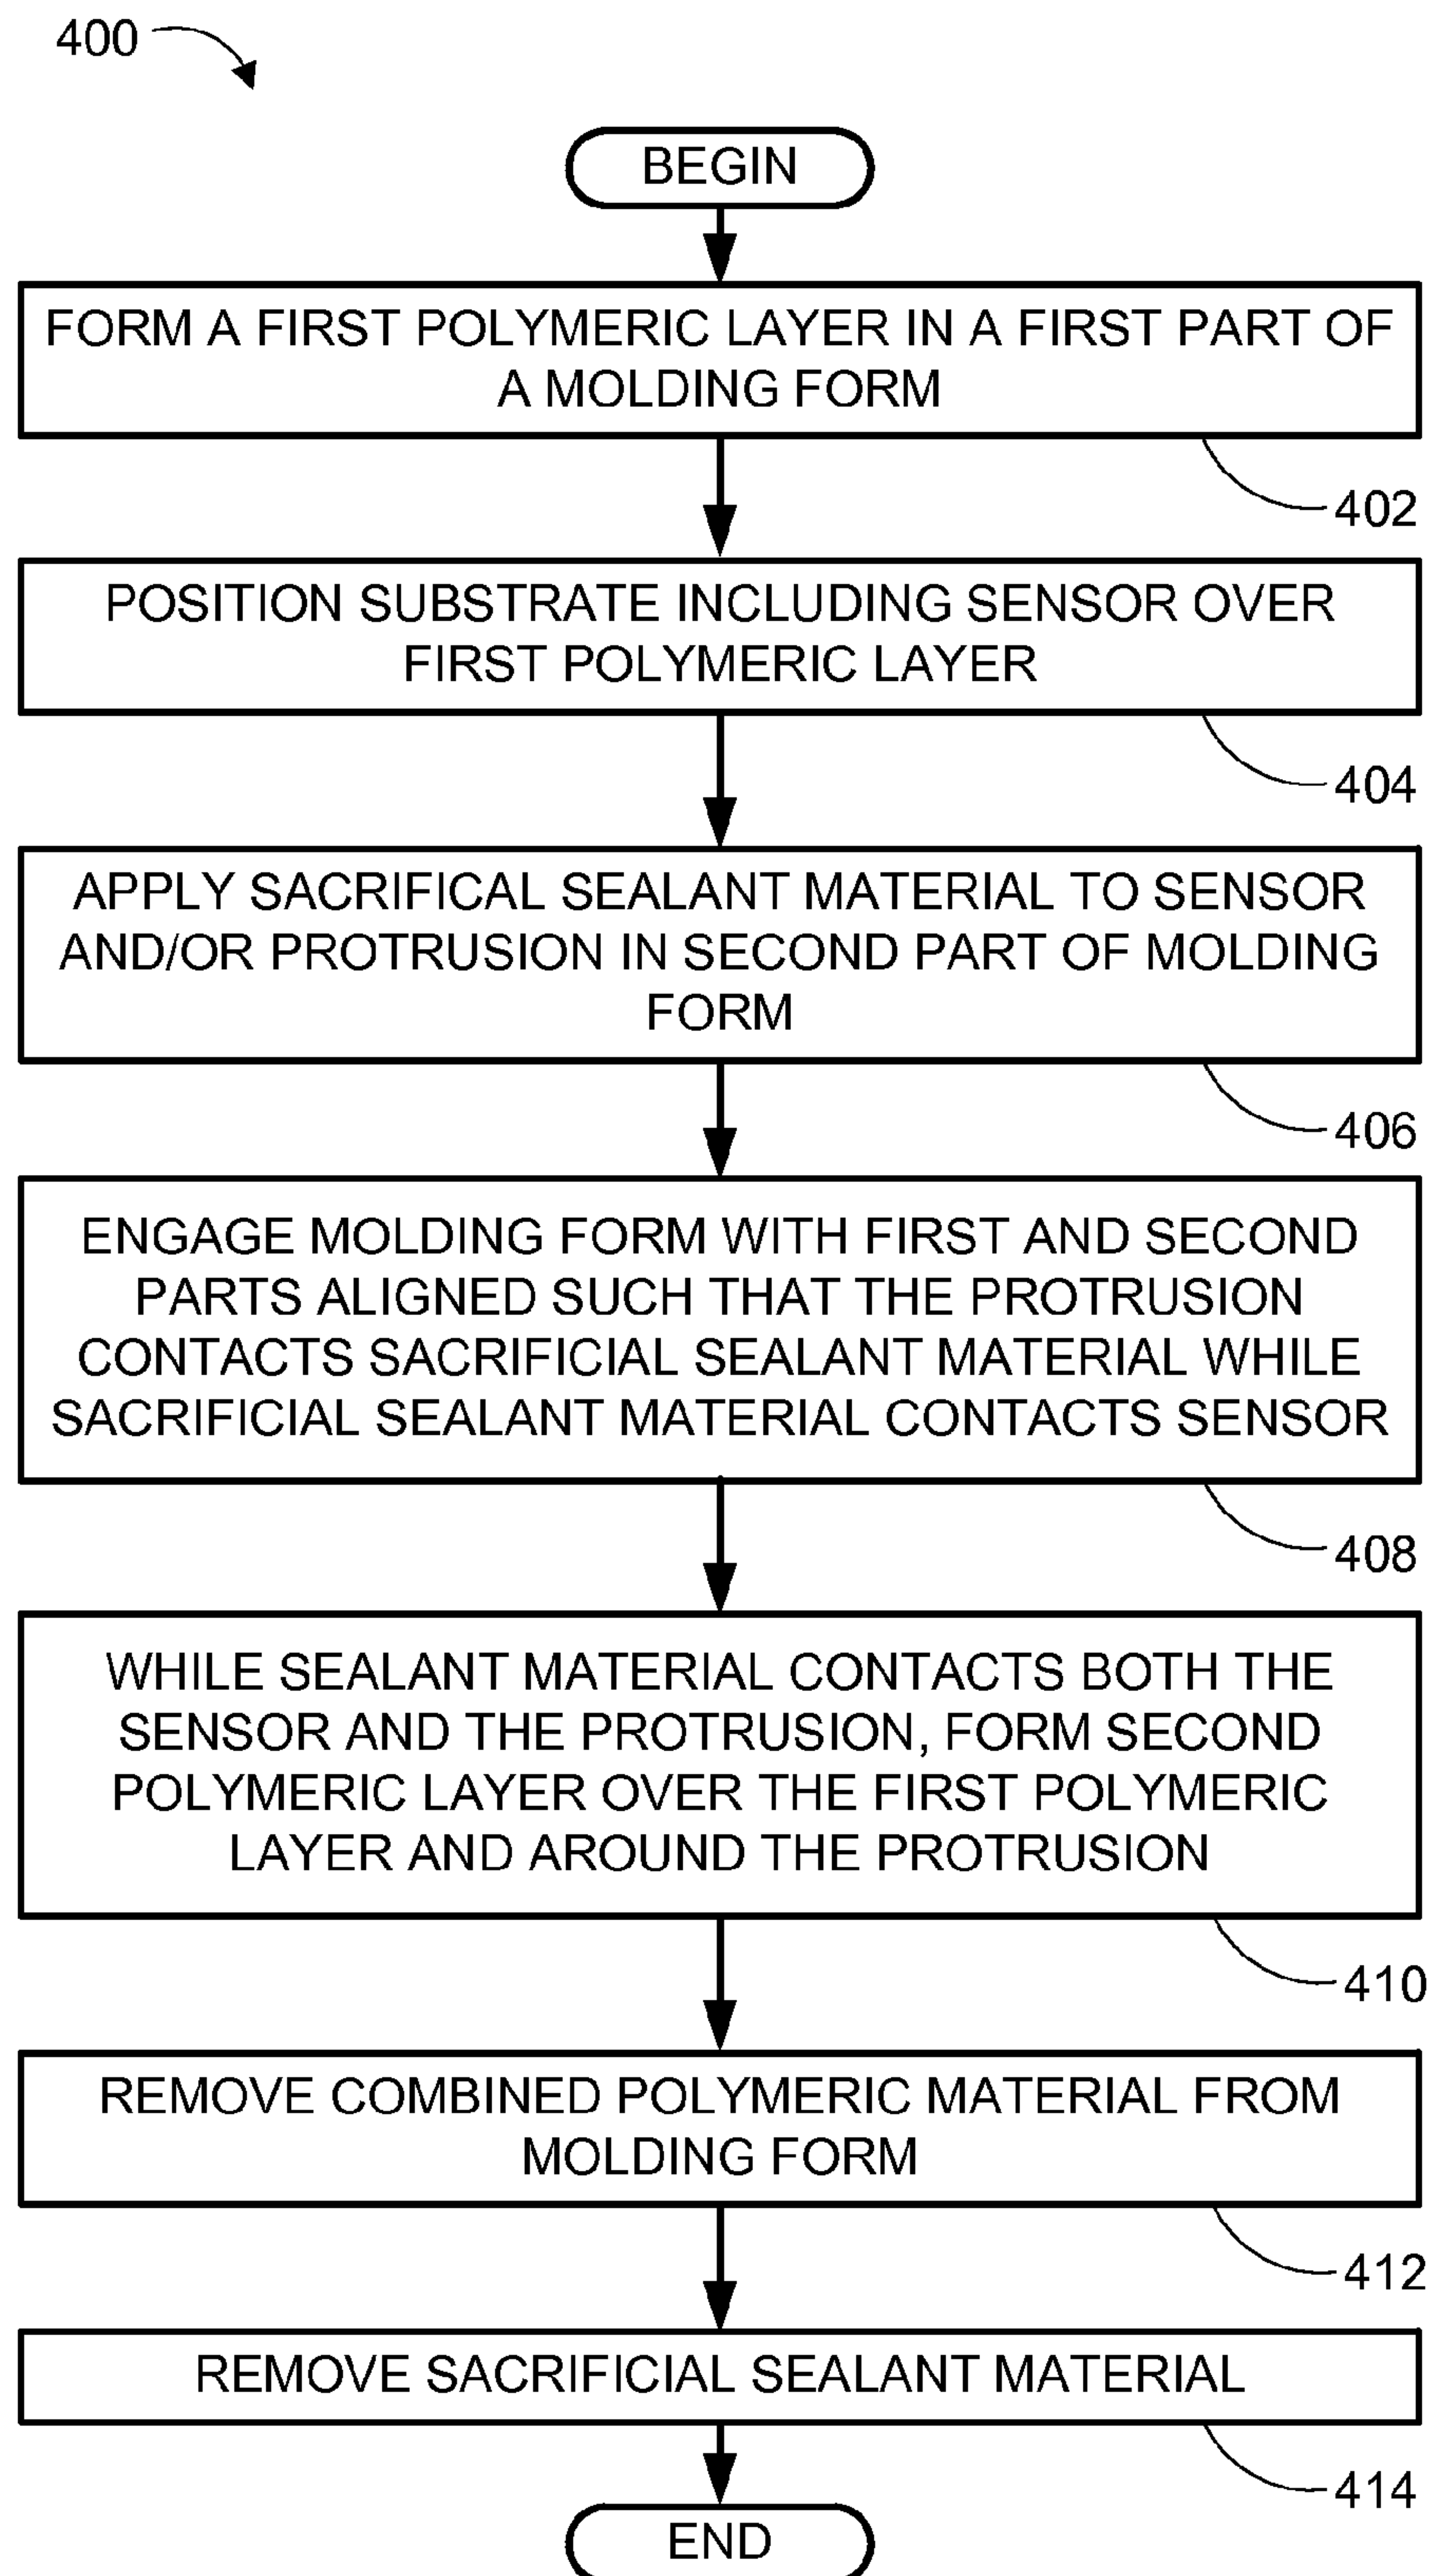 400
BEGIN
FORM A FIRST POLYMERIC LAYER IN A FIRST PART OF
A MOLDING FORM
402
POSITION SUBSTRATE INCLUDING SENSOR OVER
FIRST POLYMERIC LAYER
404
APPLY SACRIFICAL SEALANT MATERIAL TO SENSOR
AND/OR PROTRUSION IN SECOND PART OF MOLDING
FORM
406
ENGAGE MOLDING FORM WITH FIRST AND SECOND
PARTS ALIGNED SUCH THAT THE PROTRUSION
CONTACTS SACRIFICIAL SEALANT MATERIAL WHILE
SACRIFICIAL SEALANT MATERIAL CONTACTS SENSOR
408
WHILE SEALANT MATERIAL CONTACTS BOTH THE
SENSOR AND THE PROTRUSION, FORM SECOND
POLYMERIC LAYER OVER THE FIRST POLYMERIC
LAYER AND AROUND THE PROTRUSION
410
REMOVE COMBINED POLYMERIC MATERIAL FROM
MOLDING FORM
412
REMOVE SACRIFICIAL SEALANT MATERIAL
414
END